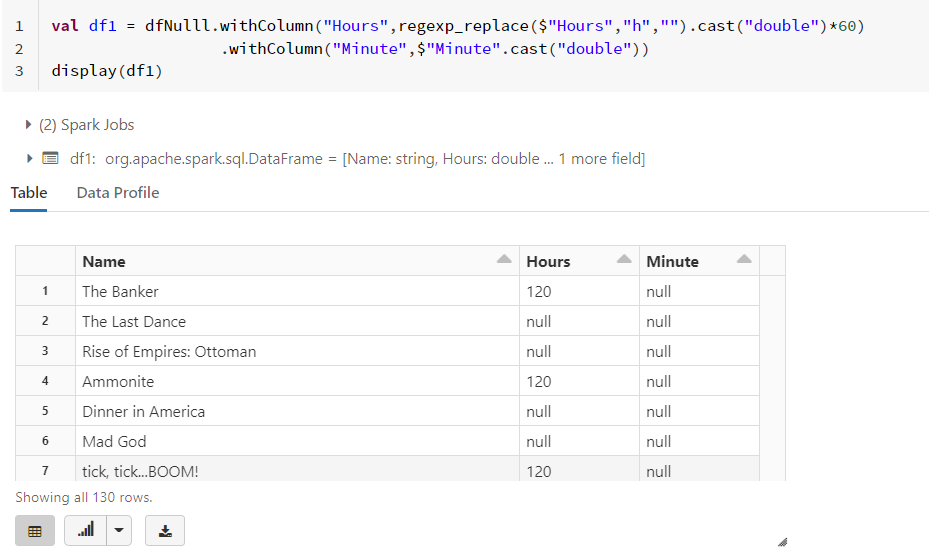 1 val df1 = dfNulll.withColumn("Hours",regexp_replace($"Hours","h","").cast("double")*60)
2 .withColumn("Minute",$"Minute".cast("double"))
3 display(df1)
(2) Spark Jobs
df1: org.apache.spark.sql.DataFrame = [Name: string, Hours: double ... 1 more field]
Table Data Profile
Name Hours Minute
1 The Banker 120 null
2 The Last Dance null null
3 Rise of Empires: Ottoman null null
4 Ammonite 120 null
5 Dinner in America null null
6 Mad God null null
7 tick, tick...BOOM! 120 null
Showing all 130 rows.